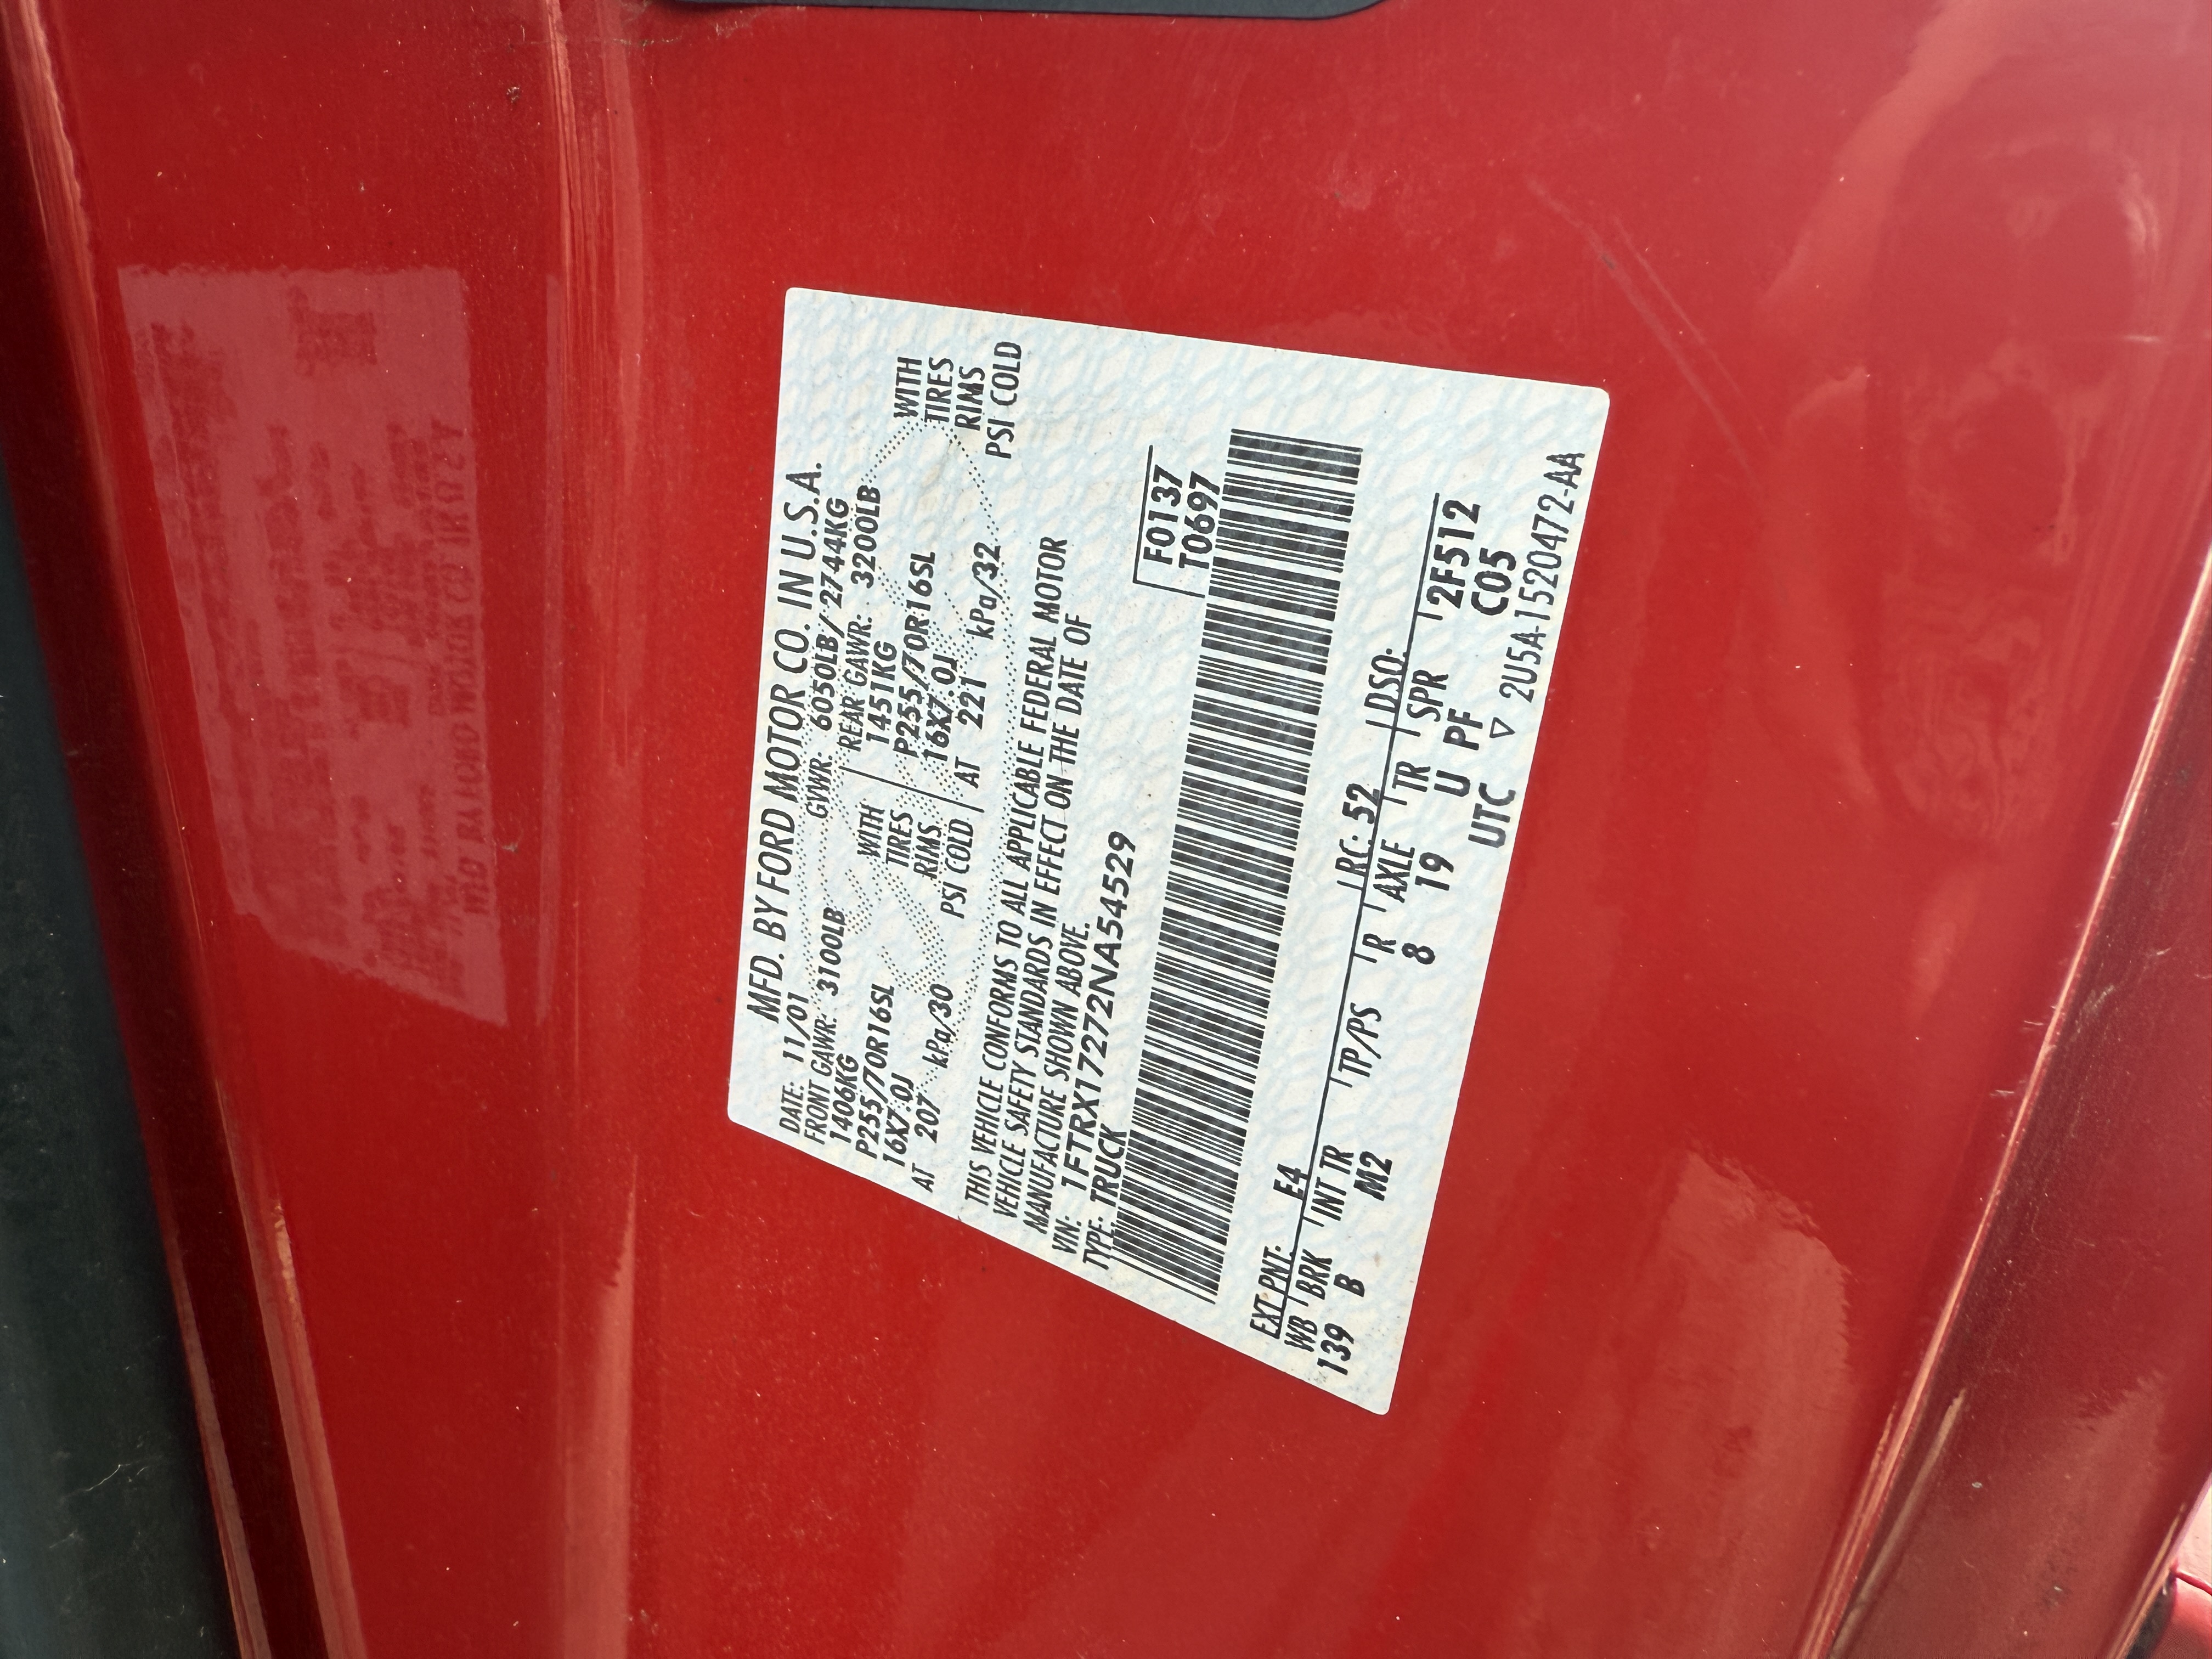 MFD. BY FORD MOTOR CO. IN U.S.A.
DATE: 11/01 GVWR: 6050LB/2744KG
FRONT GAWR: 3100LB REAR GAWR: 3200LB
1406KG WITH 1451KG WITH
P255/70R16SL TIRES P255/70R16SL TIRES
16X7.0J RIMS 16X7.0J RIMS
AT 207 kPa/30 PSI COLD AT 221 kPa/32 PSI COLD
THIS VEHICLE CONFORMS TO ALL APPLICABLE FEDERAL MOTOR
VEHICLE SAFETY STANDARDS IN EFFECT ON THE DATE OF
MANUFACTURE SHOWN ABOVE.
VIN: 1FTRX17272NA54529 F0137
TYPE: TRUCK T0697
EXT PNT: E4 RC: 52 DSO:
WB BRK INT TR TP/PS R AXLE TR SPR 2F512
139 B M2 8 19 U PF C05
UTC ▽ 2U5A-1520472-AA